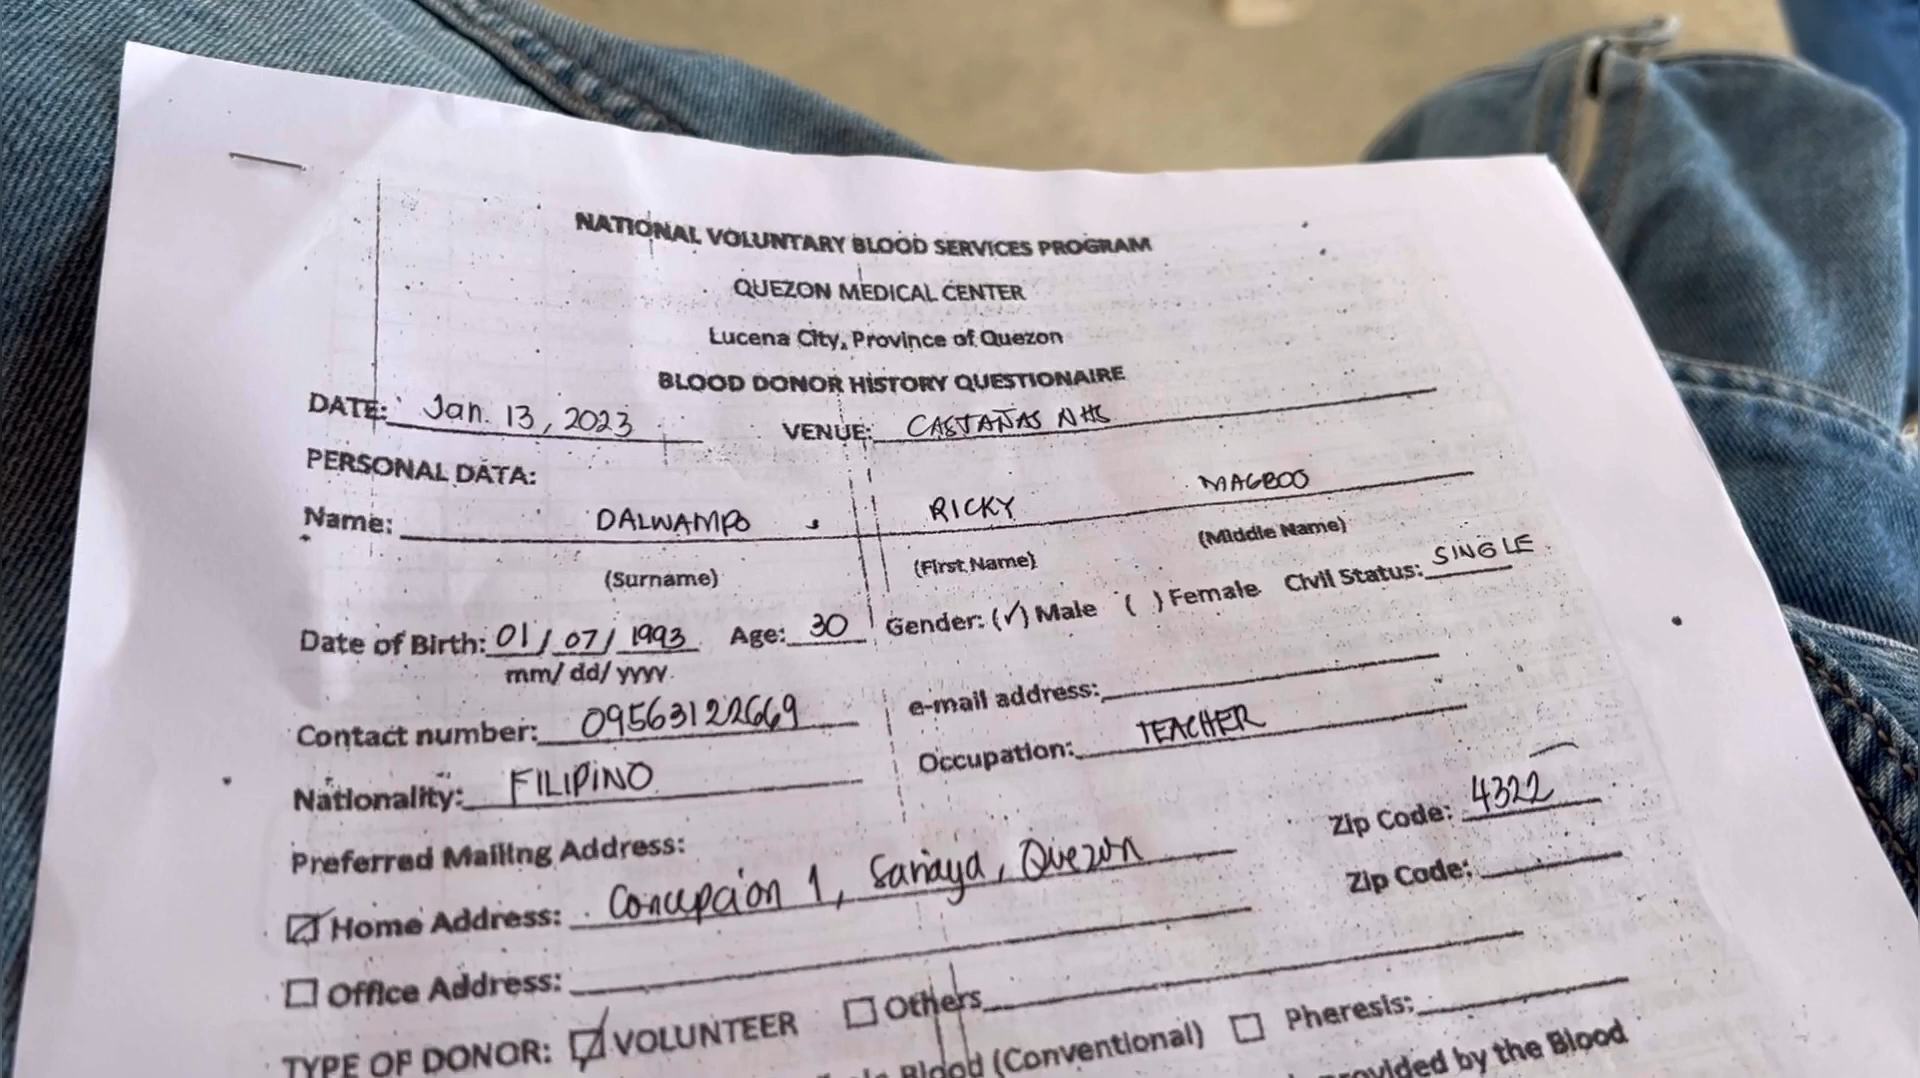 NATIONAL VOLUNTARY BLOOD SERVICES PROGRAM
QUEZON MEDICAL CENTER
Lucena City, Province of Quezon
BLOOD DONOR HISTORY QUESTIONAIRE
DATE: Jan. 13, 2023 VENUE: CASTAÑAS NHS
PERSONAL DATA:
Name: DALWAMPO, RICKY MAGBOO
(Surname) (First Name) (Middle Name)
Date of Birth: 01/07/1993 Age: 30 Gender: (✓) Male ( ) Female Civil Status: SINGLE
mm/ dd/ yyyy.
Contact number: 09563122669 e-mail address:
Nationality: FILIPINO Occupation: TEACHER
Preferred Mailing Address:
☑ Home Address: Concepcion 1, Sariaya, Quezon Zip Code: 4322
☐ Office Address: Zip Code:
TYPE OF DONOR: ☑ VOLUNTEER ☐ Others
Blood (Conventional) ☐ Pheresis:
provided by the Blood